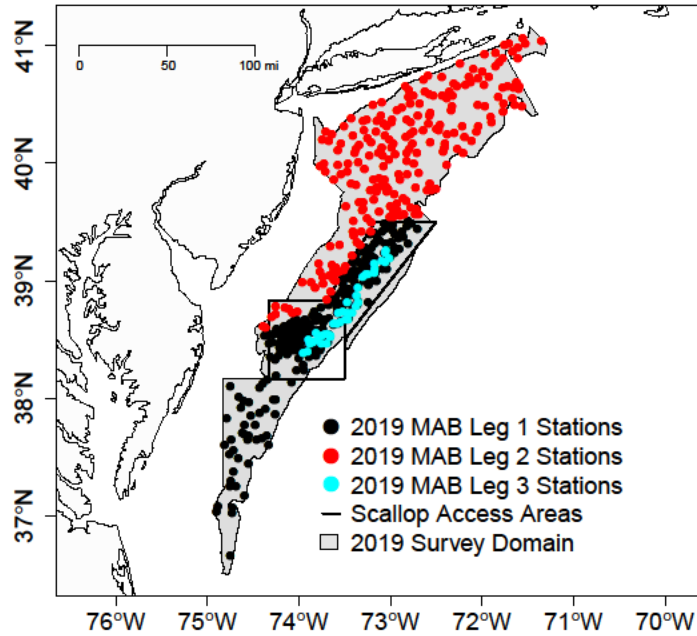 41°N
0 50 100 mi
40°N
39°N
38°N
37°N
2019 MAB Leg 1 Stations
2019 MAB Leg 2 Stations
2019 MAB Leg 3 Stations
Scallop Access Areas
2019 Survey Domain
76°W 75°W 74°W 73°W 72°W 71°W 70°W